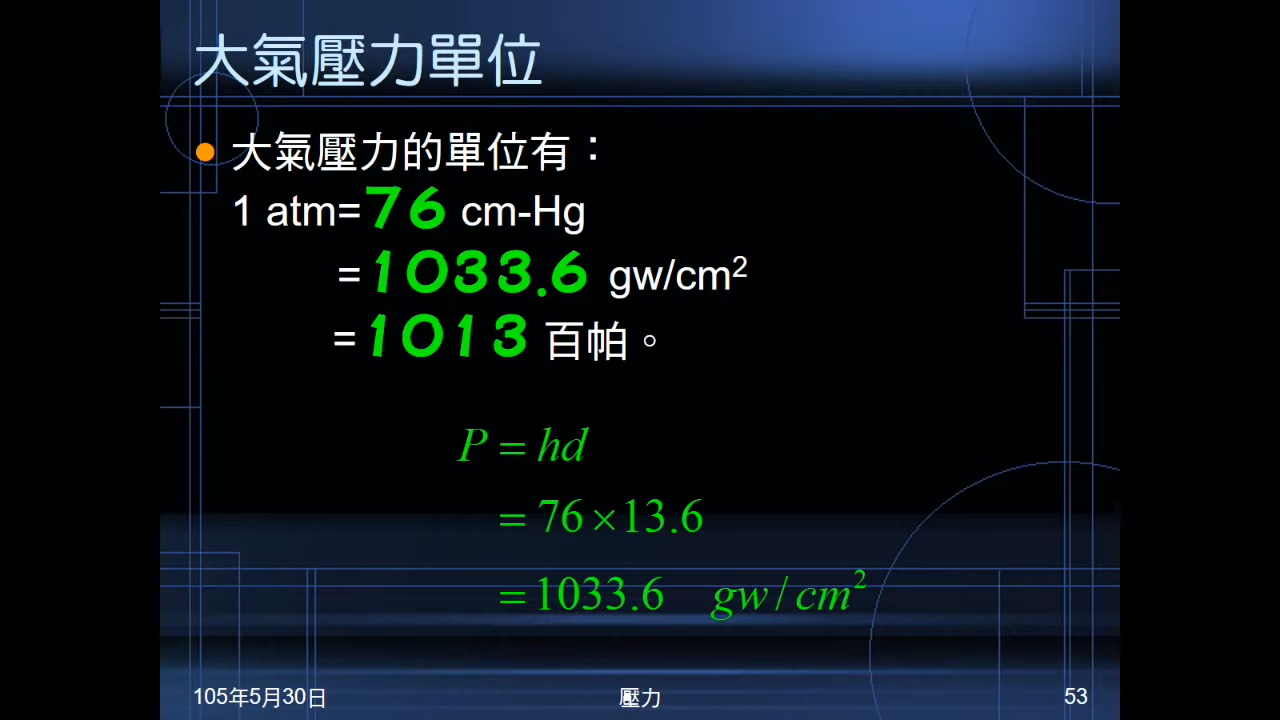 大氣壓力單位
大氣壓力的單位有：
1 atm=76 cm-Hg
=1033.6 gw/cm²
=1013 百帕。
P = hd
= 76×13.6
= 1033.6 gw/cm²
105年5月30日 壓力 53